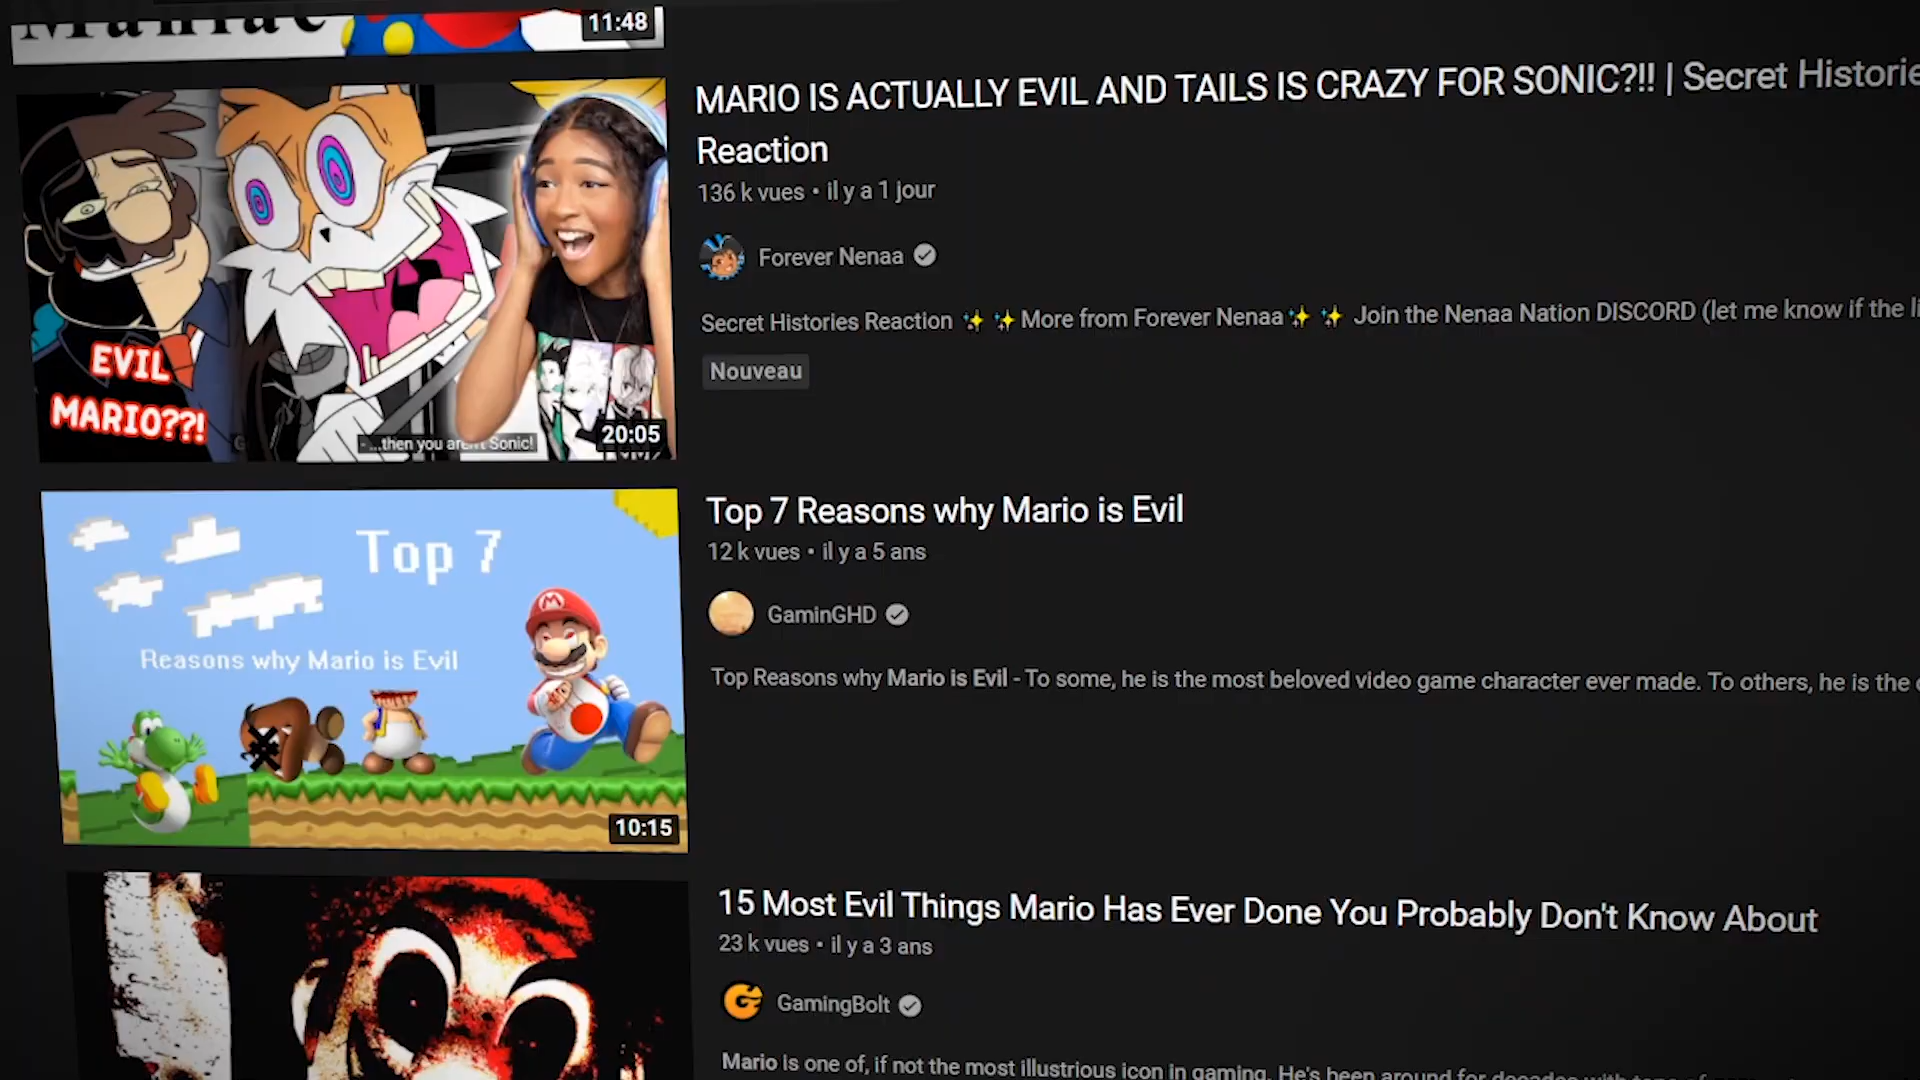 Maniac
11:48
EVIL
MARIO??!
20:05
MARIO IS ACTUALLY EVIL AND TAILS IS CRAZY FOR SONIC?!! | Secret Historie
Reaction
136 k vues • il y a 1 jour
Forever Nenaa
Secret Histories Reaction ✨ ✨ More from Forever Nenaa ✨ ✨ Join the Nenaa Nation DISCORD (let me know if the li
Nouveau
- ...then you aren't Sonic!
Top 7
Reasons why Mario is Evil
10:15
Top 7 Reasons why Mario is Evil
12 k vues • il y a 5 ans
GaminGHD
Top Reasons why Mario is Evil - To some, he is the most beloved video game character ever made. To others, he is the
15 Most Evil Things Mario Has Ever Done You Probably Don't Know About
23 k vues • il y a 3 ans
GamingBolt
Mario is one of, if not the most illustrious icon in gaming. He's been around for decades with